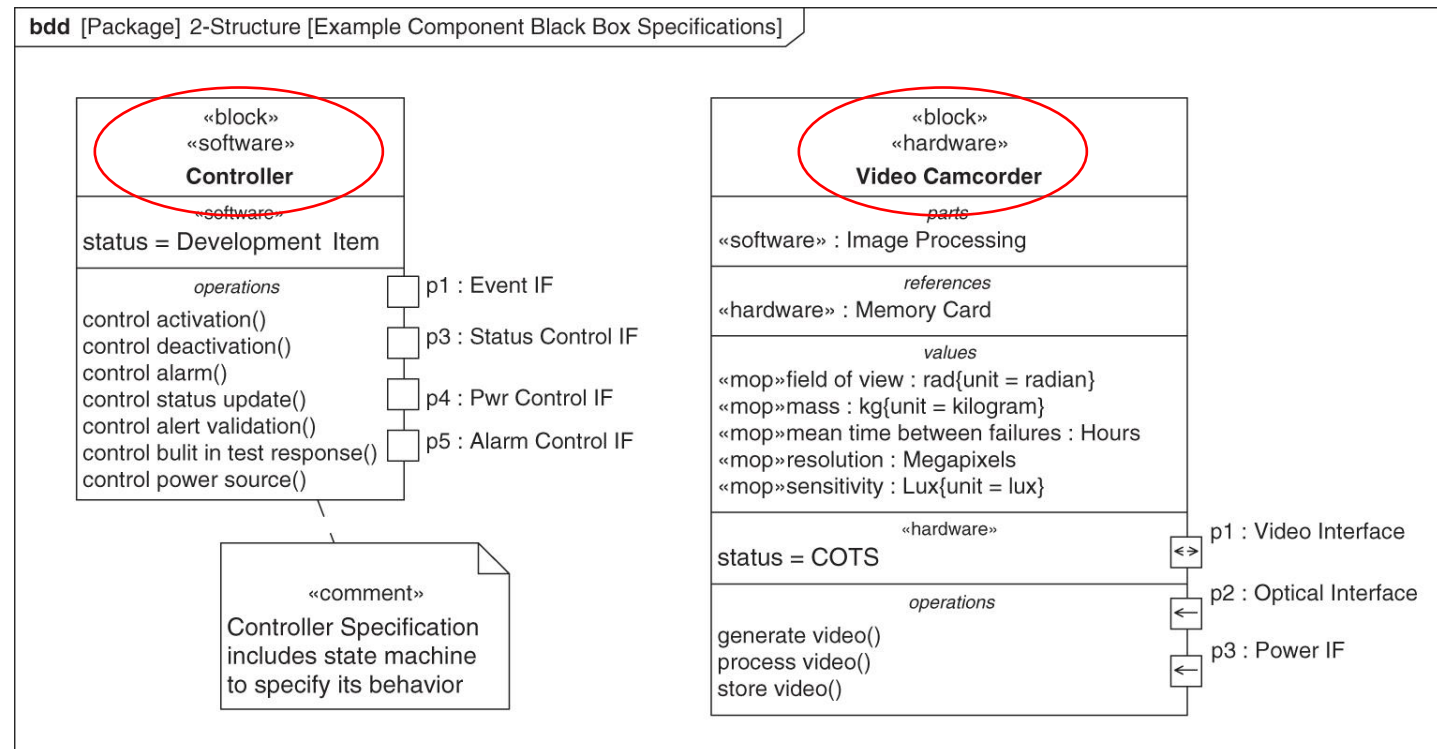 bdd [Package] 2-Structure [Example Component Black Box Specifications]
«block»
«software»
Controller
«software»
status = Development Item
operations
control activation()
control deactivation()
control alarm()
control status update()
control alert validation()
control bulit in test response()
control power source()
p1 : Event IF
p3 : Status Control IF
p4 : Pwr Control IF
p5 : Alarm Control IF
«comment»
Controller Specification
includes state machine
to specify its behavior
«block»
«hardware»
Video Camcorder
parts
«software» : Image Processing
references
«hardware» : Memory Card
values
«mop»field of view : rad{unit = radian}
«mop»mass : kg{unit = kilogram}
«mop»mean time between failures : Hours
«mop»resolution : Megapixels
«mop»sensitivity : Lux{unit = lux}
«hardware»
status = COTS
operations
generate video()
process video()
store video()
p1 : Video Interface
p2 : Optical Interface
p3 : Power IF